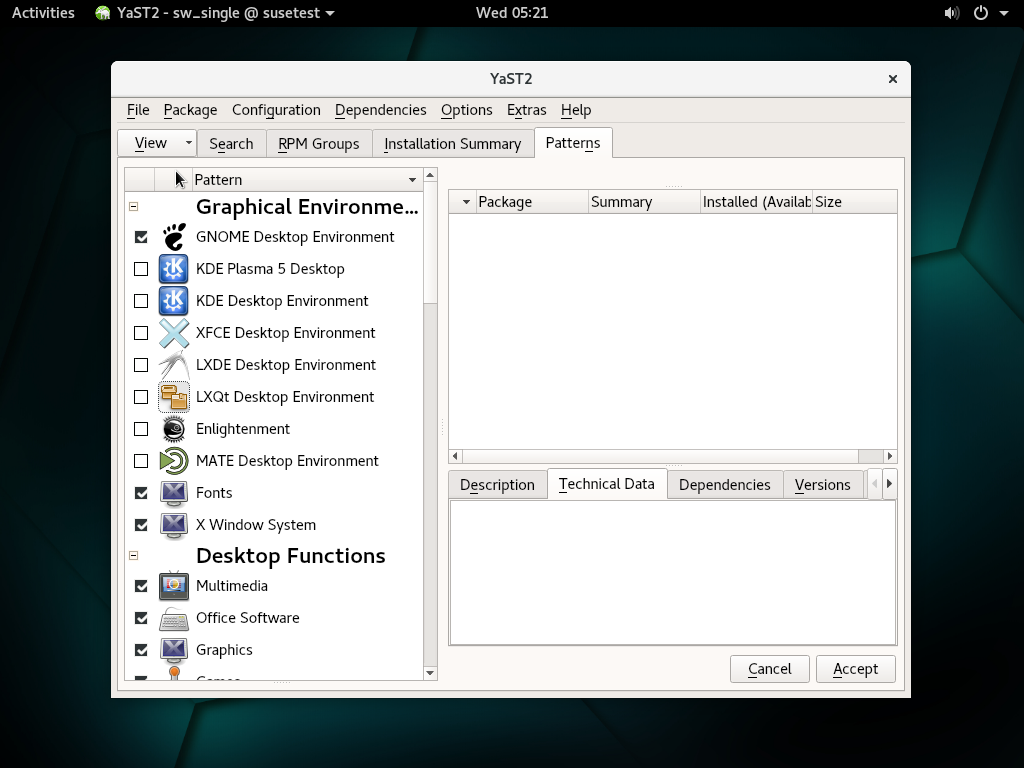 Activities YaST2 - sw_single @ susetest Wed 05:21
YaST2
File Package Configuration Dependencies Options Extras Help
View Search RPM Groups Installation Summary Patterns
Pattern
Graphical Environme...
GNOME Desktop Environment
KDE Plasma 5 Desktop
KDE Desktop Environment
XFCE Desktop Environment
LXDE Desktop Environment
LXQt Desktop Environment
Enlightenment
MATE Desktop Environment
Fonts
X Window System
Desktop Functions
Multimedia
Office Software
Graphics
Package Summary Installed (Availab Size
Description Technical Data Dependencies Versions
Cancel Accept